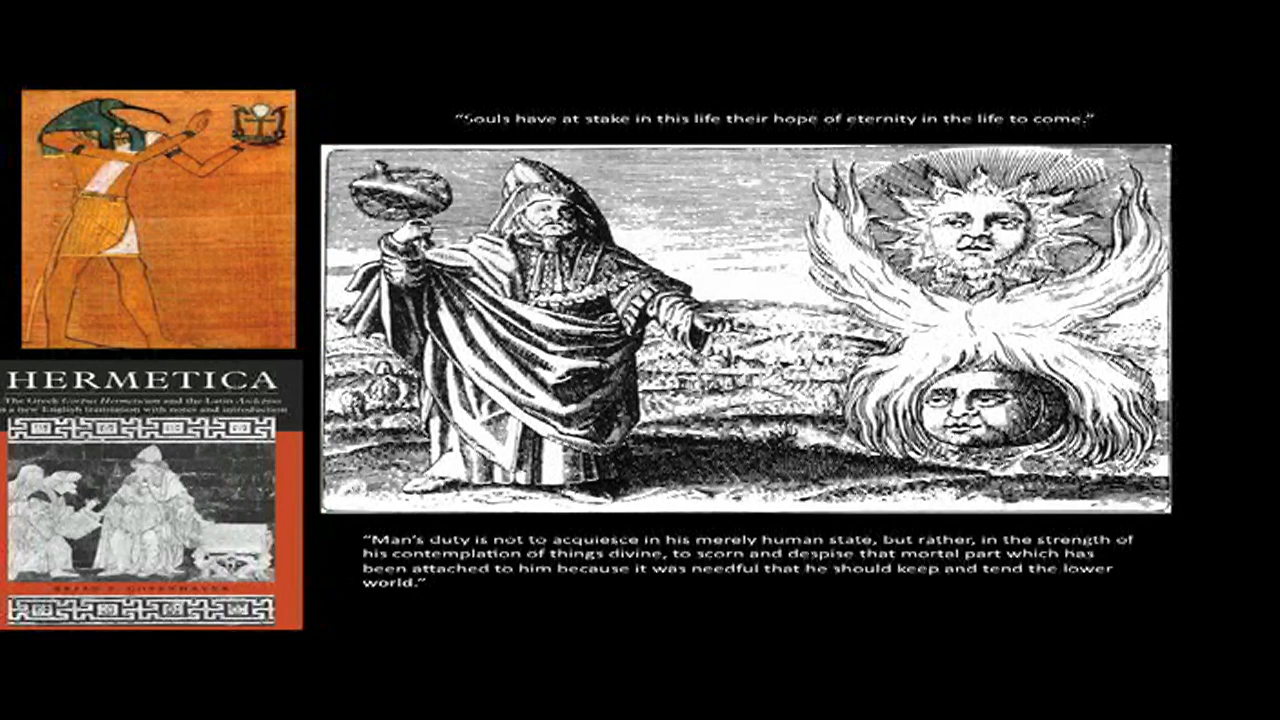 “Souls have at stake in this life their hope of eternity in the life to come.”
HERMETICA
The Greek Corpus Hermeticum and the Latin Asclepius
in a new English translation with notes and introduction
BRIAN P. COPENHAVER
“Man’s duty is not to acquiesce in his merely human state, but rather, in the strength of
his contemplation of things divine, to scorn and despise that mortal part which has
been attached to him because it was needful that he should keep and tend the lower
world.”